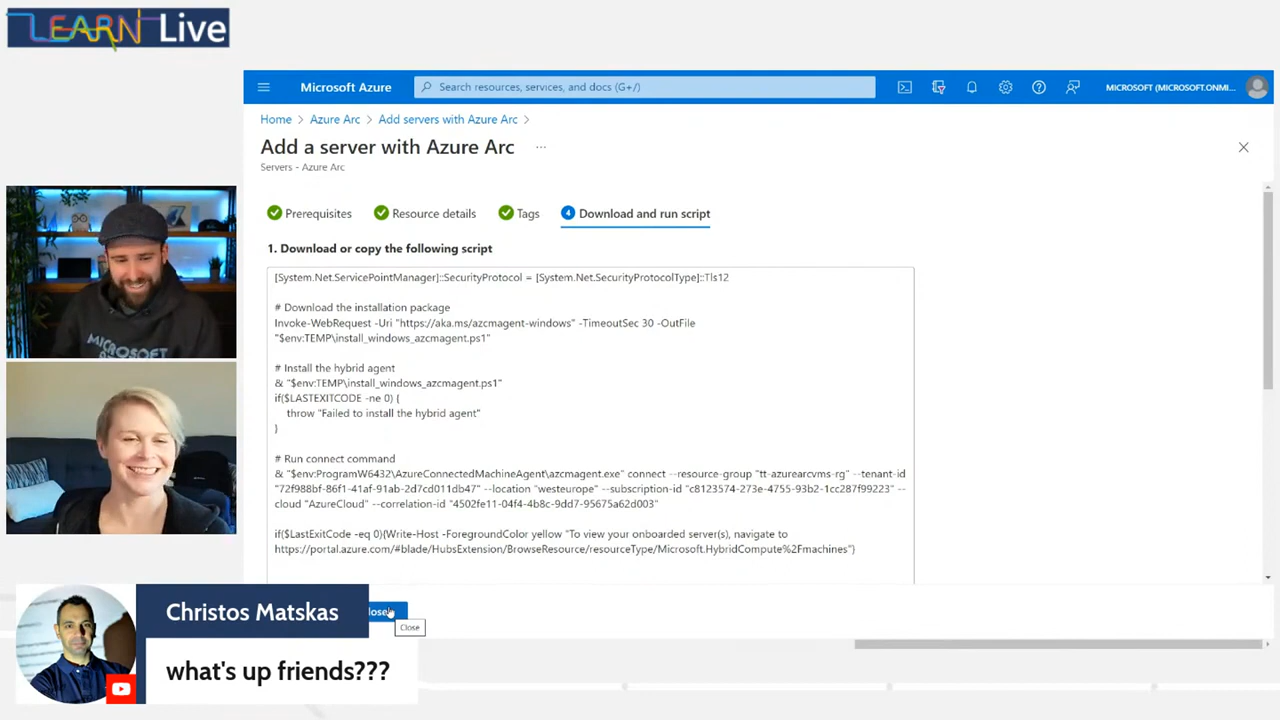 LEARN Live
Microsoft Azure
Search resources, services, and docs (G+/)
MICROSOFT (MICROSOFT.ONMI...
Home > Azure Arc > Add servers with Azure Arc >
Add a server with Azure Arc ...
Servers - Azure Arc
Prerequisites
Resource details
Tags
4 Download and run script
1. Download or copy the following script
[System.Net.ServicePointManager]::SecurityProtocol = [System.Net.SecurityProtocolType]::Tls12
# Download the installation package
Invoke-WebRequest -Uri "https://aka.ms/azcmagent-windows" -TimeoutSec 30 -OutFile
"$env:TEMP\install_windows_azcmagent.ps1"
# Install the hybrid agent
& "$env:TEMP\install_windows_azcmagent.ps1"
if($LASTEXITCODE -ne 0) {
throw "Failed to install the hybrid agent"
}
# Run connect command
& "$env:ProgramW6432\AzureConnectedMachineAgent\azcmagent.exe" connect --resource-group "tt-azurearcvms-rg" --tenant-id
"72f988bf-86f1-41af-91ab-2d7cd011db47" --location "westeurope" --subscription-id "c8123574-273e-4755-93b2-1cc287f99223" --
cloud "AzureCloud" --correlation-id "4502fe11-04f4-4b8c-9dd7-95675a62d003"
if($LastExitCode -eq 0){Write-Host -ForegroundColor yellow "To view your onboarded server(s), navigate to
https://portal.azure.com/#blade/HubsExtension/BrowseResource/resourceType/Microsoft.HybridCompute%2Fmachines"}
MICROSOFT
Close
Christos Matskas
what's up friends???